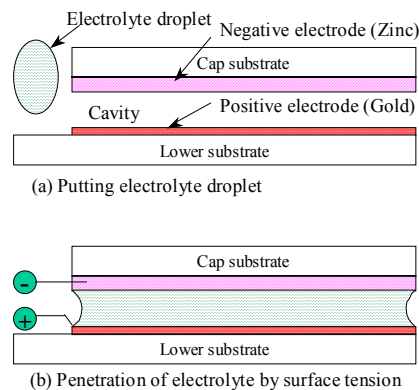 Electrolyte droplet
Negative electrode (Zinc)
Cap substrate
Cavity
Positive electrode (Gold)
Lower substrate
(a) Putting electrolyte droplet
-
Cap substrate
+
Lower substrate
(b) Penetration of electrolyte by surface tension